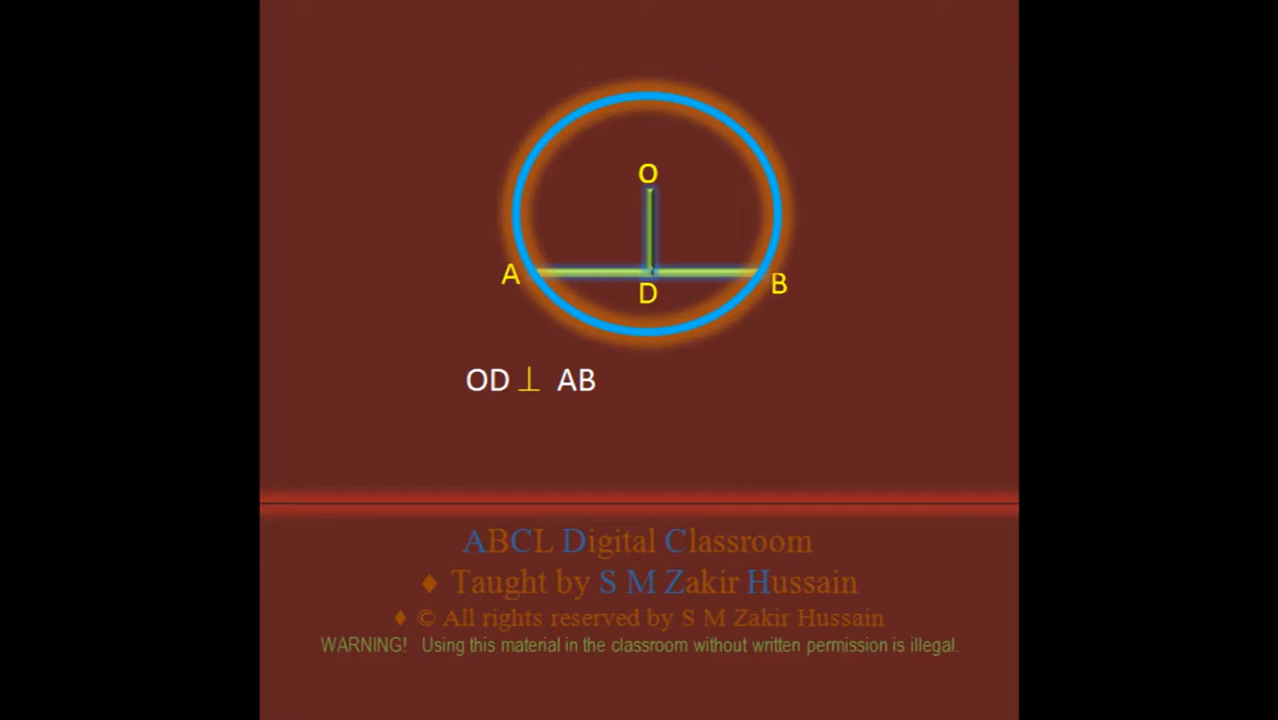 O
A
D
B
OD ⊥ AB
ABCL Digital Classroom
♦ Taught by S M Zakir Hussain
♦ © All rights reserved by S M Zakir Hussain
WARNING! Using this material in the classroom without written permission is illegal.